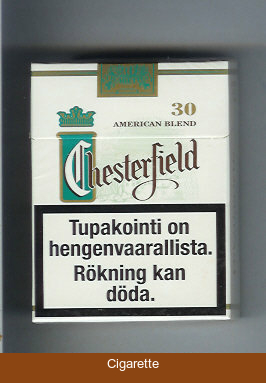 30
AMERICAN BLEND
Chesterfield
Tupakointi on
hengenvaarallista.
Rökning kan
döda.
Cigarette